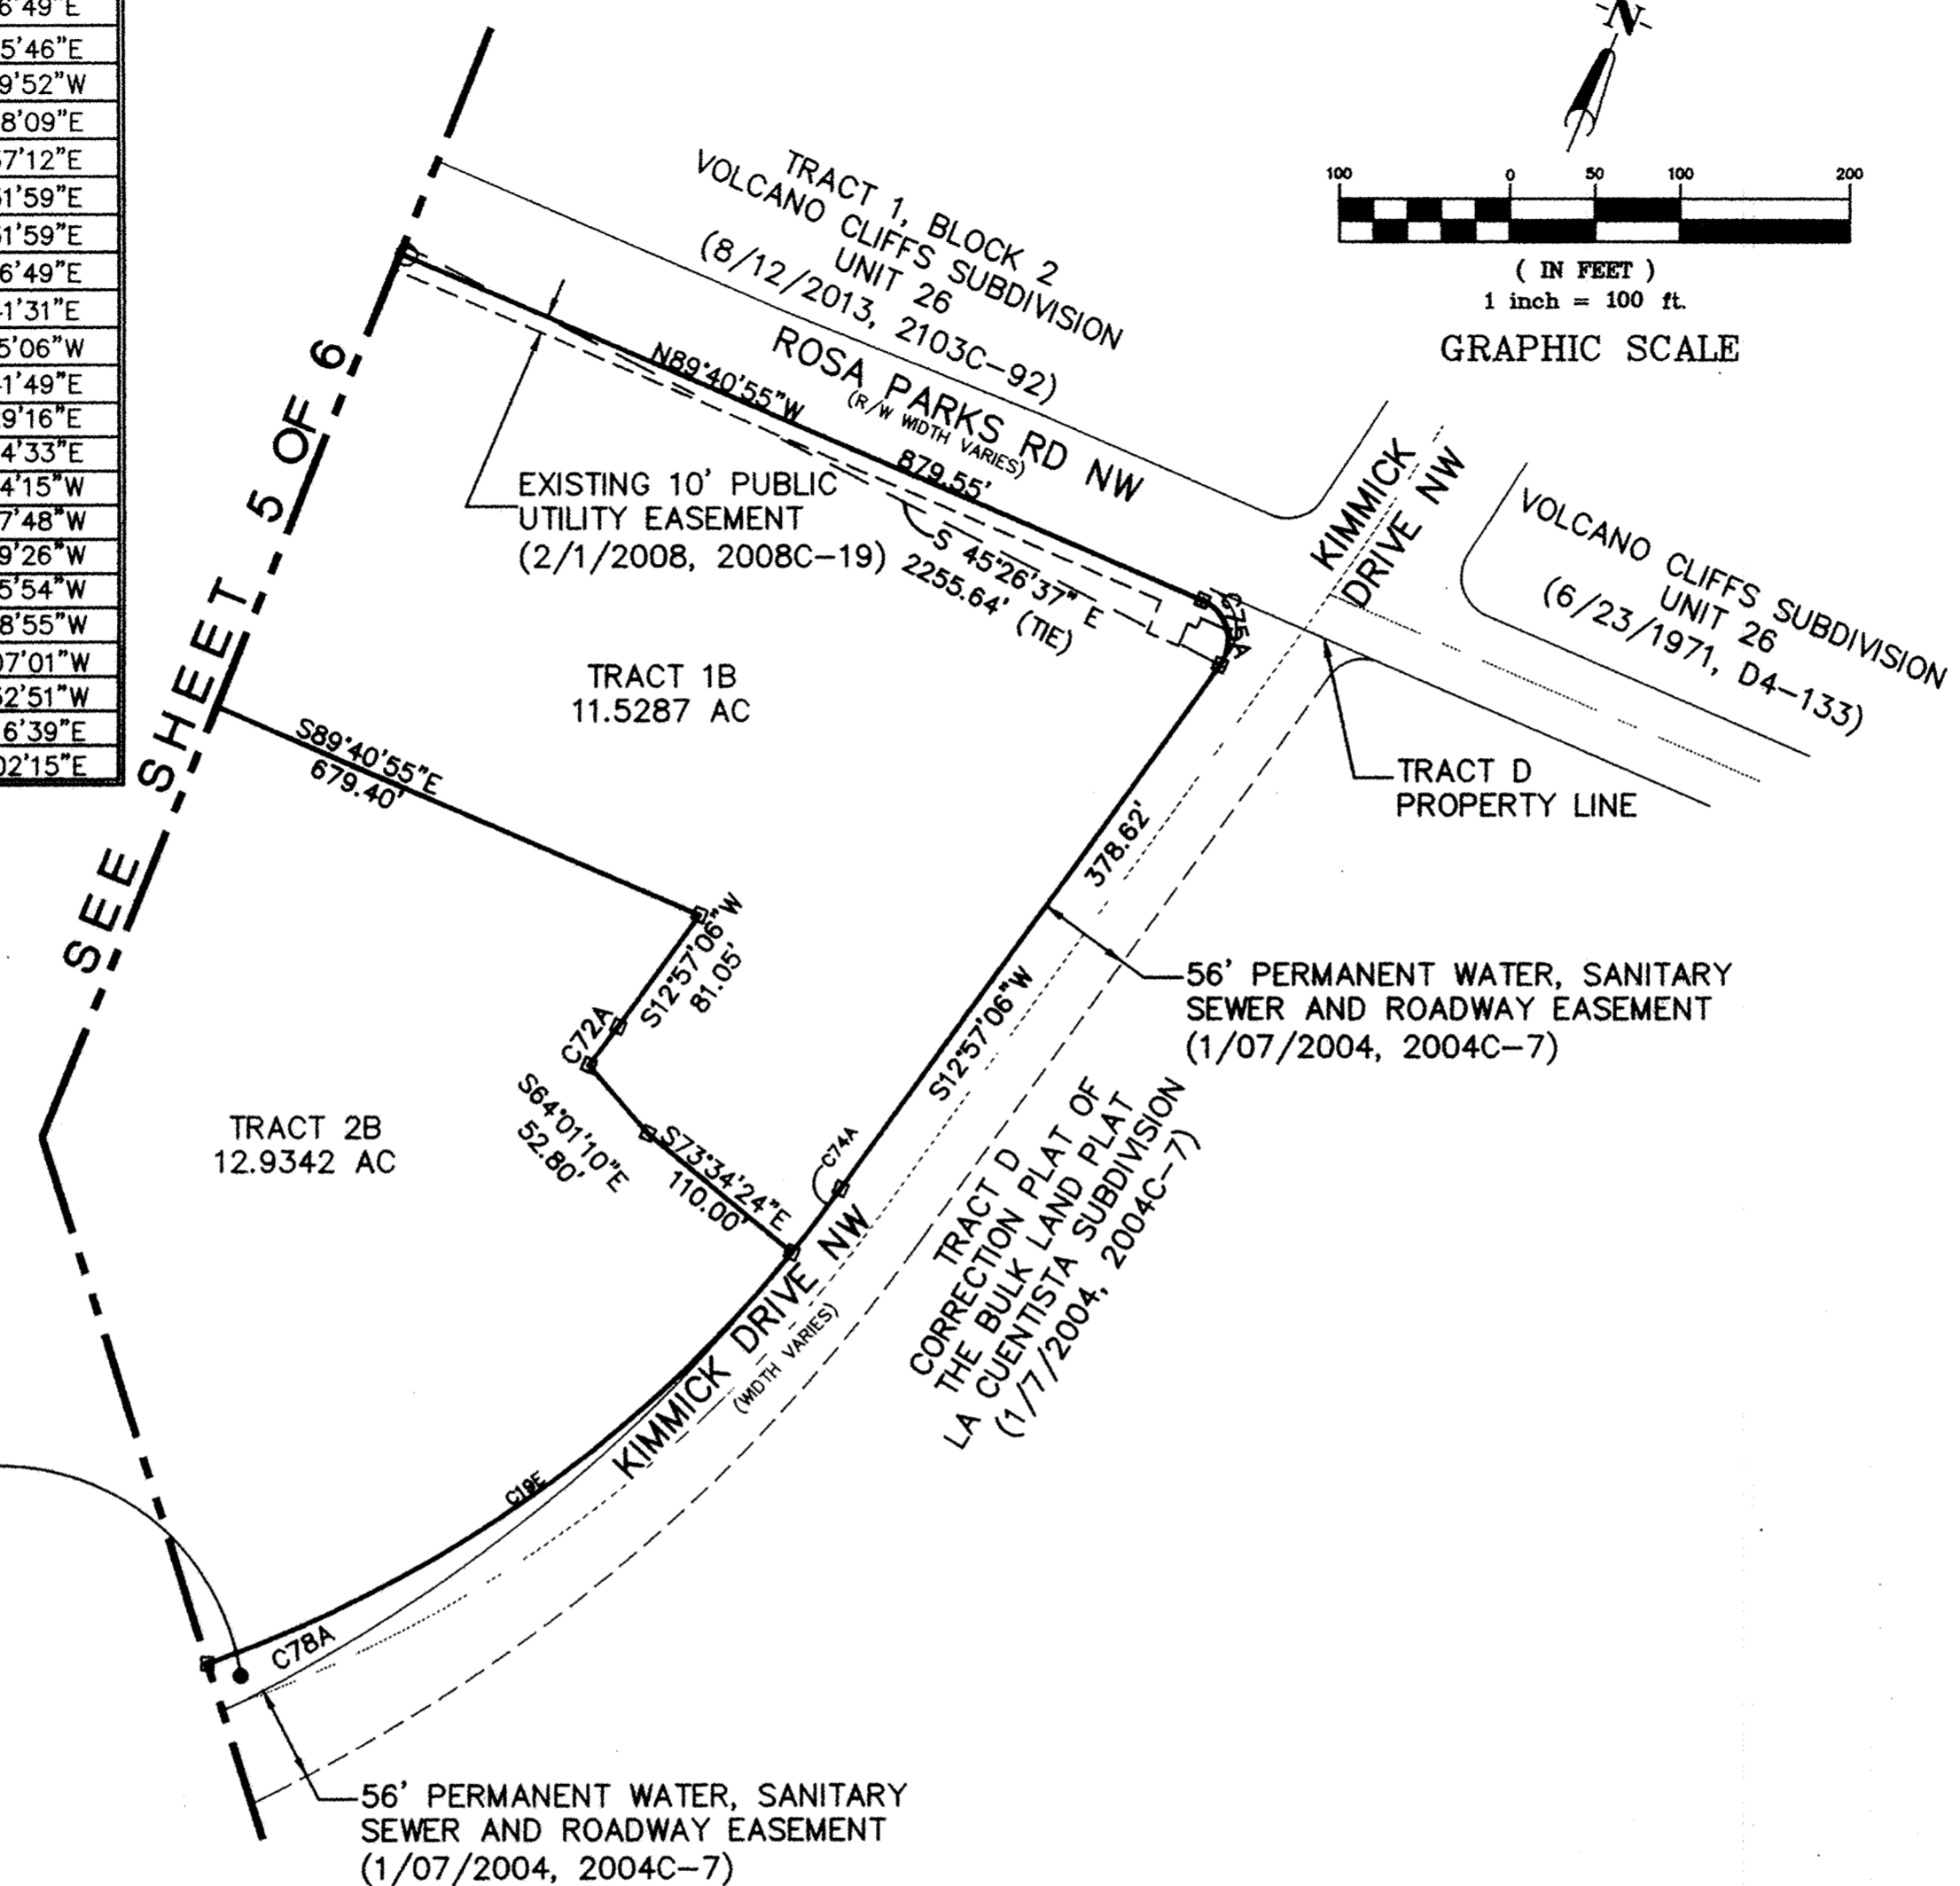 6'49"E
5'46"E
9'52"W
8'09"E
7'12"E
1'59"E
1'59"E
6'49"E
1'31"E
5'06"W
1'49"E
9'16"E
4'33"E
4'15"W
7'48"W
9'26"W
5'54"W
8'55"W
07'01"W
52'51"W
6'39"E
02'15"E
N
100 0 50 100 200
( IN FEET )
1 inch = 100 ft.
GRAPHIC SCALE
TRACT 1, BLOCK 2
VOLCANO CLIFFS SUBDIVISION
UNIT 26
(8/12/2013, 2103C-92)
ROSA PARKS RD NW
(R/W WIDTH VARIES)
N89°40'55"W
879.55'
EXISTING 10' PUBLIC
UTILITY EASEMENT
(2/1/2008, 2008C-19)
S 45°26'37" E
2255.64' (TIE)
KIMMICK
DRIVE NW
VOLCANO CLIFFS SUBDIVISION
UNIT 26
(6/23/1971, D4-133)
C75A
SEE SHEET 5 OF 6
TRACT 1B
11.5287 AC
TRACT D
PROPERTY LINE
S89°40'55"E
679.40'
378.62'
S12°57'06"W
S12°57'06"W
81.05'
C72A
56' PERMANENT WATER, SANITARY
SEWER AND ROADWAY EASEMENT
(1/07/2004, 2004C-7)
S64°01'10"E
52.80'
S73°34'24"E
110.00'
C74A
TRACT 2B
12.9342 AC
TRACT D
CORRECTION PLAT OF
THE BULK LAND PLAT
LA CUENTISTA SUBDIVISION
(1/7/2004, 2004C-7)
KIMMICK DRIVE NW
(WIDTH VARIES)
C78A
56' PERMANENT WATER, SANITARY
SEWER AND ROADWAY EASEMENT
(1/07/2004, 2004C-7)